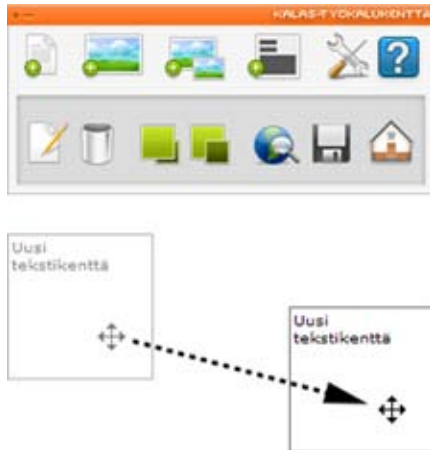 KALAS-TYÖKALUKENTTÄ
Uusi
tekstikenttä
Uusi
tekstikenttä